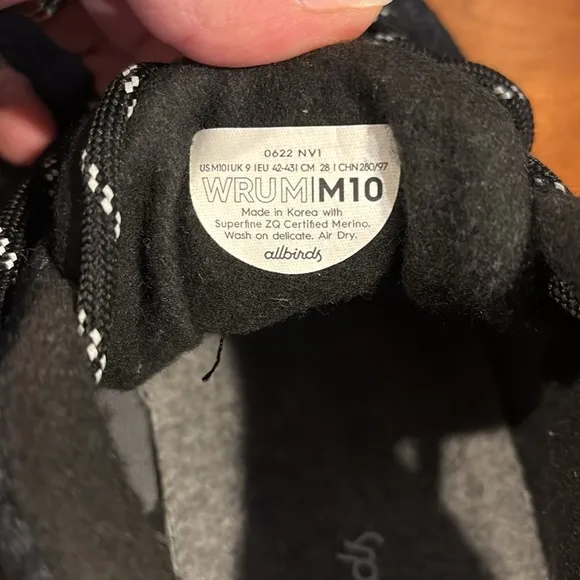 0622 NV1
US M10 | UK 9 | EU 42-43 | CM 28 | CHN 280/97
WRUM|M10
Made in Korea with
Superfine ZQ Certified Merino.
Wash on delicate. Air Dry.
allbirds